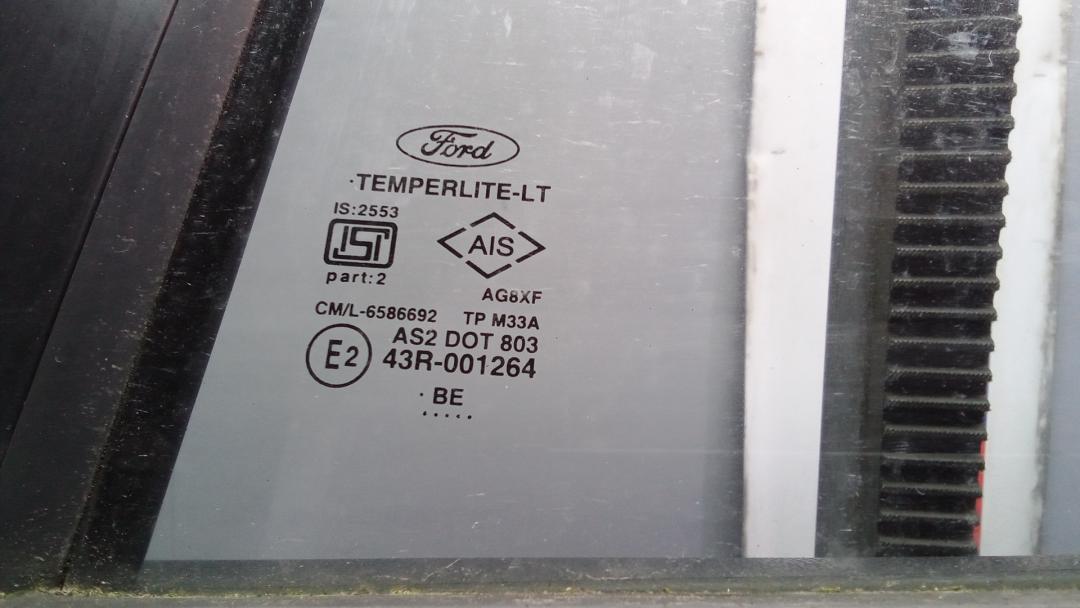 Ford
·TEMPERLITE-LT
IS:2553
ISI
AIS
part:2
AG8XF
CM/L-6586692 TP M33A
AS2 DOT 803
E2 43R-001264
· BE
.....